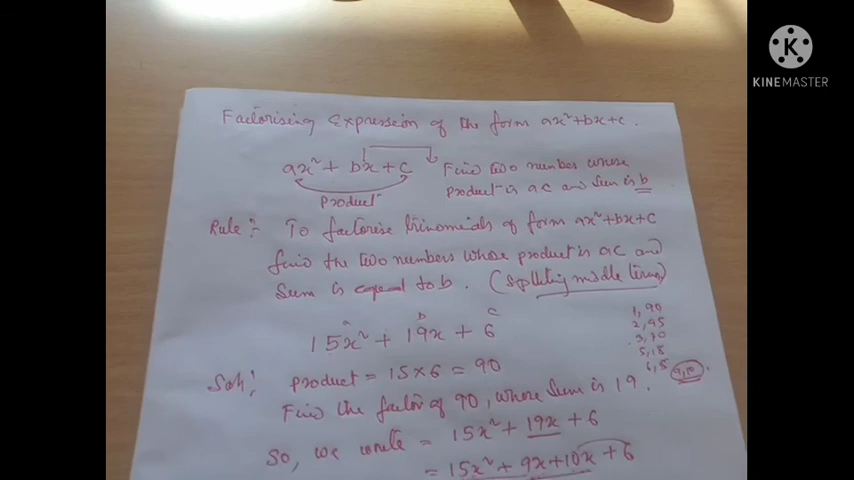 KINEMASTER
Factorising Expression of the form ax²+bx+c.
ax² + bx + c Find two number whose
product is ac and sum is b
product
Rule:- To factorise trinomials of form ax²+bx+c
find the two numbers whose product is ac and
Sum is equal to b. (Splitting middle term)
a b c
15x² + 19x + 6
1, 90
2, 45
3, 30
5, 18
6, 15
9, 10
Soln: product = 15×6 = 90
Find the factor of 90, whose sum is 19.
So, we write = 15x² + 19x + 6
= 15x² + 9x + 10x + 6